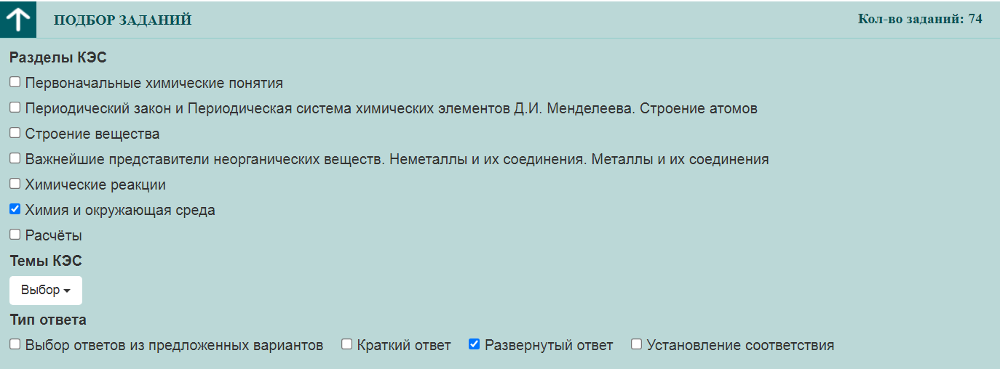 ПОДБОР ЗАДАНИЙ
Кол-во заданий: 74
Разделы КЭС
Первоначальные химические понятия
Периодический закон и Периодическая система химических элементов Д.И. Менделеева. Строение атомов
Строение вещества
Важнейшие представители неорганических веществ. Неметаллы и их соединения. Металлы и их соединения
Химические реакции
Химия и окружающая среда
Расчёты
Темы КЭС
Выбор
Тип ответа
Выбор ответов из предложенных вариантов Краткий ответ Развернутый ответ Установление соответствия